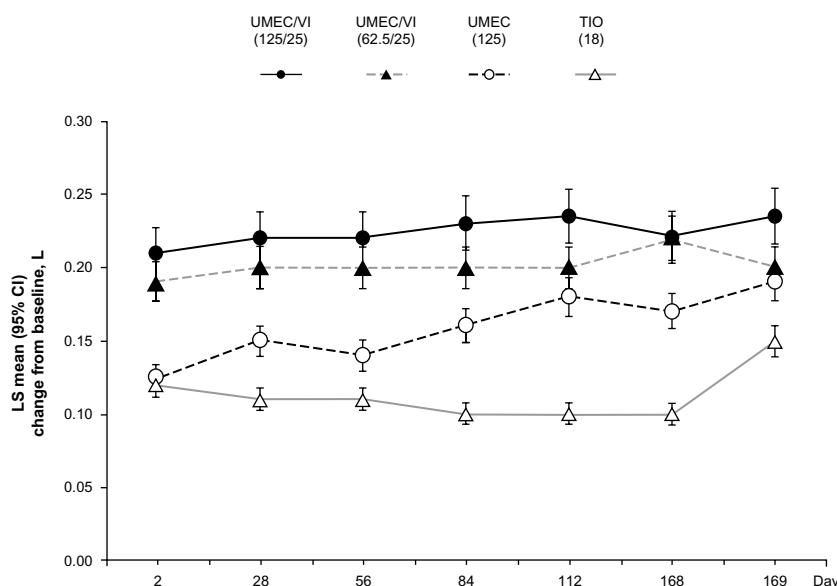 UMEC/VI UMEC/VI UMEC TIO
(125/25) (62.5/25) (125) (18)
0.30
0.25
0.20
0.15
0.10
0.05
0.00
LS mean (95% CI)
change from baseline, L
2 28 56 84 112 168 169 Day